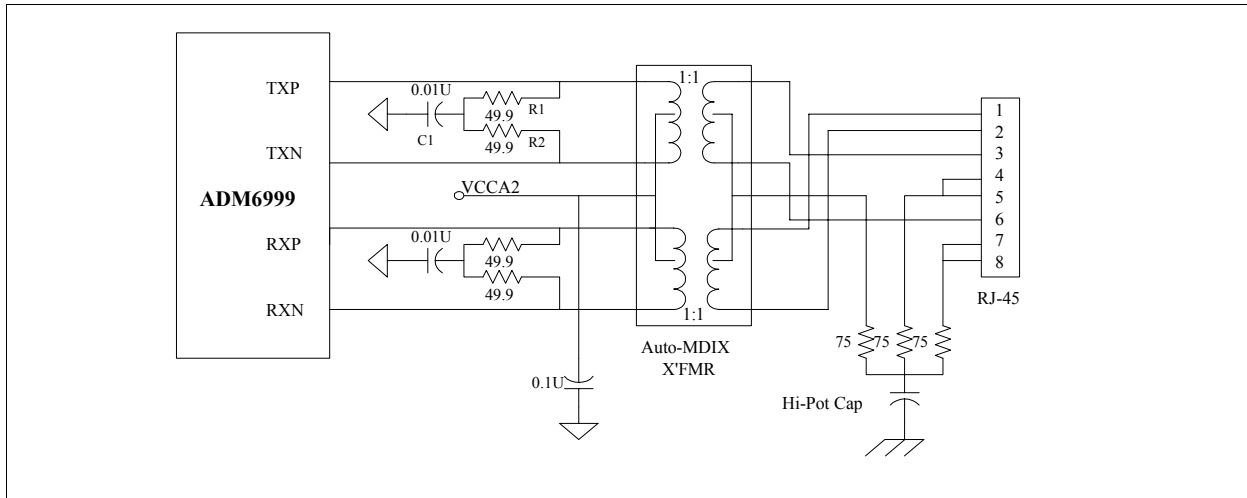 TXP
TXN
ADM6999
RXP
RXN
0.01U
C1
49.9
R1
49.9
R2
VCCA2
0.01U
49.9
49.9
0.1U
1:1
1:1
Auto-MDIX
X'FMR
1
2
3
4
5
6
7
8
RJ-45
75
75
75
Hi-Pot Cap